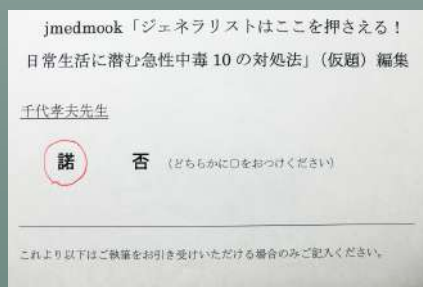 jmedmook「ジェネラリストはここを押さえる！
日常生活に潜む急性中毒10の対処法」（仮題）編集
千代孝夫先生
諾 否 （どちらかに○をおつけください）
これより以下はご執筆をお引き受けいただける場合のみご記入ください。